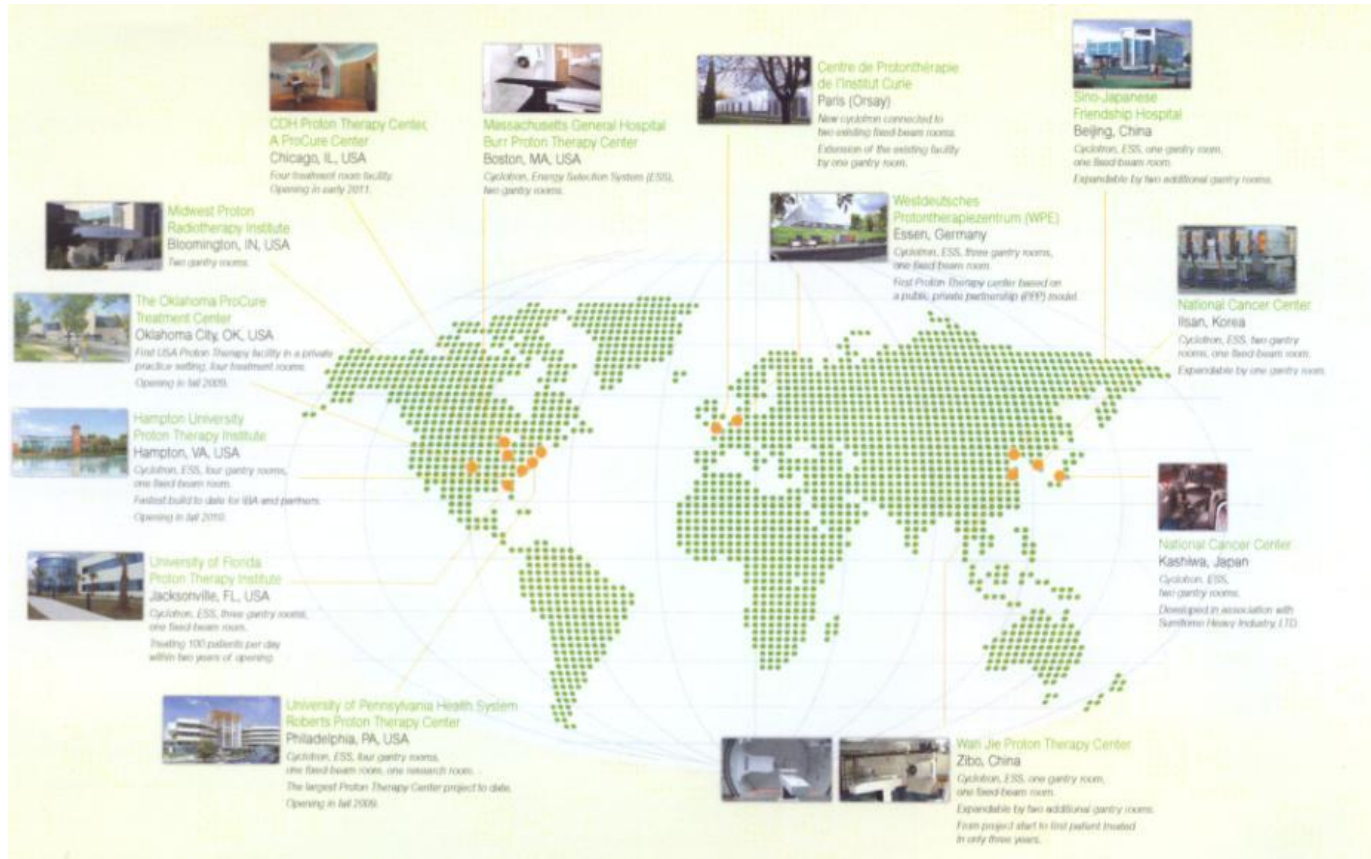 CDH Proton Therapy Center,
A ProCure Center
Chicago, IL, USA
Four treatment room facility.
Opening in early 2011.
Massachusetts General Hospital
Burr Proton Therapy Center
Boston, MA, USA
Cyclotron, Energy Selection System (ESS),
two gantry rooms.
Centre de Protonthérapie
de l'Institut Curie
Paris (Orsay)
New cyclotron connected to
two existing fixed-beam rooms.
Extension of the existing facility
by one gantry room.
Sino-Japanese
Friendship Hospital
Beijing, China
Cyclotron, ESS, one gantry room,
one fixed-beam room.
Expandable by two additional gantry rooms.
Midwest Proton
Radiotherapy Institute
Bloomington, IN, USA
Two gantry rooms.
Westdeutsches
Protontherapiezentrum (WPE)
Essen, Germany
Cyclotron, ESS, three gantry rooms,
one fixed-beam room.
First Proton Therapy center based on
a public private partnership (PPP) model.
The Oklahoma ProCure
Treatment Center
Oklahoma City, OK, USA
First USA Proton Therapy facility in a private
practice setting, four treatment rooms.
Opening in fall 2009.
National Cancer Center
Ilsan, Korea
Cyclotron, ESS, two gantry
rooms, one fixed-beam room.
Expandable by one gantry room.
Hampton University
Proton Therapy Institute
Hampton, VA, USA
Cyclotron, ESS, four gantry rooms,
one fixed-beam room.
Fastest build to date for IBA and partners.
Opening in fall 2010.
National Cancer Center
Kashiwa, Japan
Cyclotron, ESS,
two gantry rooms.
Developed in association with
Sumitomo Heavy Industry, LTD
University of Florida
Proton Therapy Institute
Jacksonville, FL, USA
Cyclotron, ESS, three gantry rooms,
one fixed-beam room.
Treating 100 patients per day
within two years of opening.
University of Pennsylvania Health System
Roberts Proton Therapy Center
Philadelphia, PA, USA
Cyclotron, ESS, four gantry rooms,
one fixed-beam room, one research room.
The largest Proton Therapy Center project to date.
Opening in fall 2009.
Wan Jie Proton Therapy Center
Zibo, China
Cyclotron, ESS, one gantry room,
one fixed-beam room.
Expandable by two additional gantry rooms.
From project start to first patient treated
in only three years.